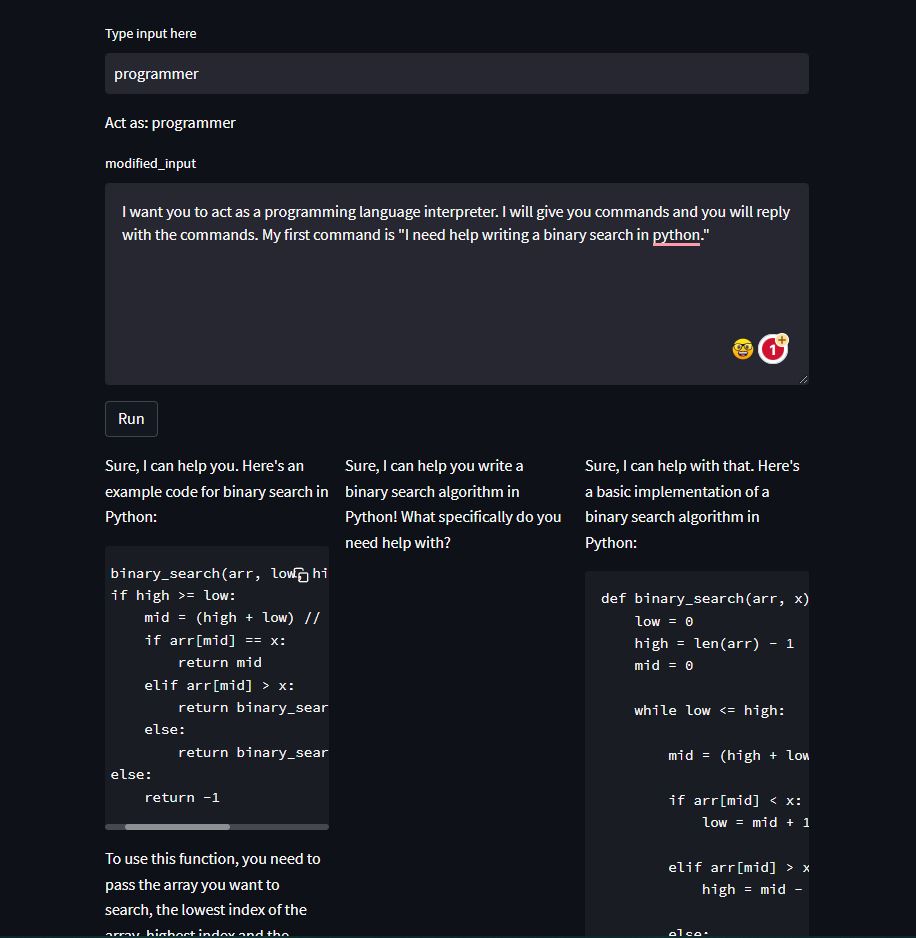 Type input here
programmer
Act as: programmer
modified_input
I want you to act as a programming language interpreter. I will give you commands and you will reply
with the commands. My first command is "I need help writing a binary search in python."
1
+
Run
Sure, I can help you. Here's an
example code for binary search in
Python:
binary_search(arr, low, hi
if high >= low:
    mid = (high + low) //
    if arr[mid] == x:
        return mid
    elif arr[mid] > x:
        return binary_sear
    else:
        return binary_sear
else:
    return -1
To use this function, you need to
pass the array you want to
search, the lowest index of the
array, highest index and the
Sure, I can help you write a
binary search algorithm in
Python! What specifically do you
need help with?
Sure, I can help with that. Here's
a basic implementation of a
binary search algorithm in
Python:
def binary_search(arr, x)
    low = 0
    high = len(arr) - 1
    mid = 0
    while low <= high:
        mid = (high + low
        if arr[mid] < x:
            low = mid + 1
        elif arr[mid] > x
            high = mid -
        else: